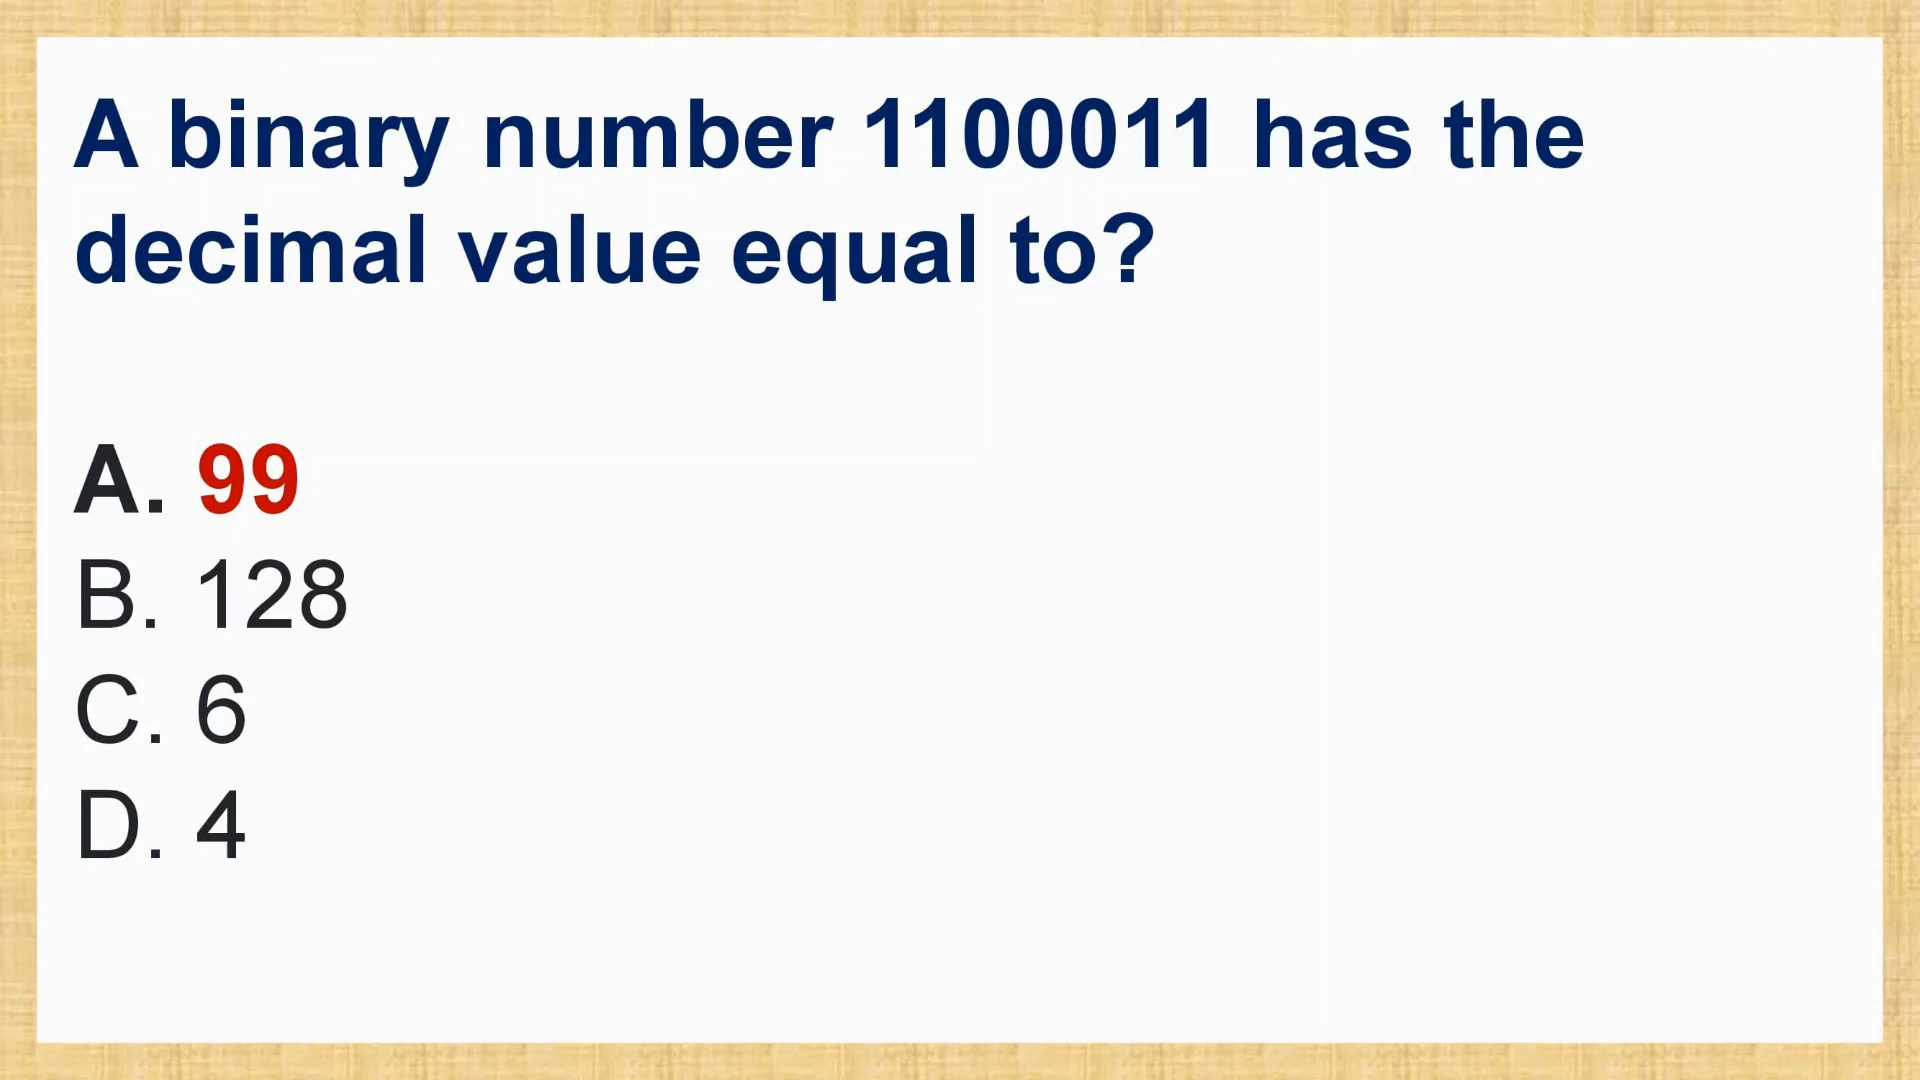 A binary number 1100011 has the
decimal value equal to?
A. 99
B. 128
C. 6
D. 4